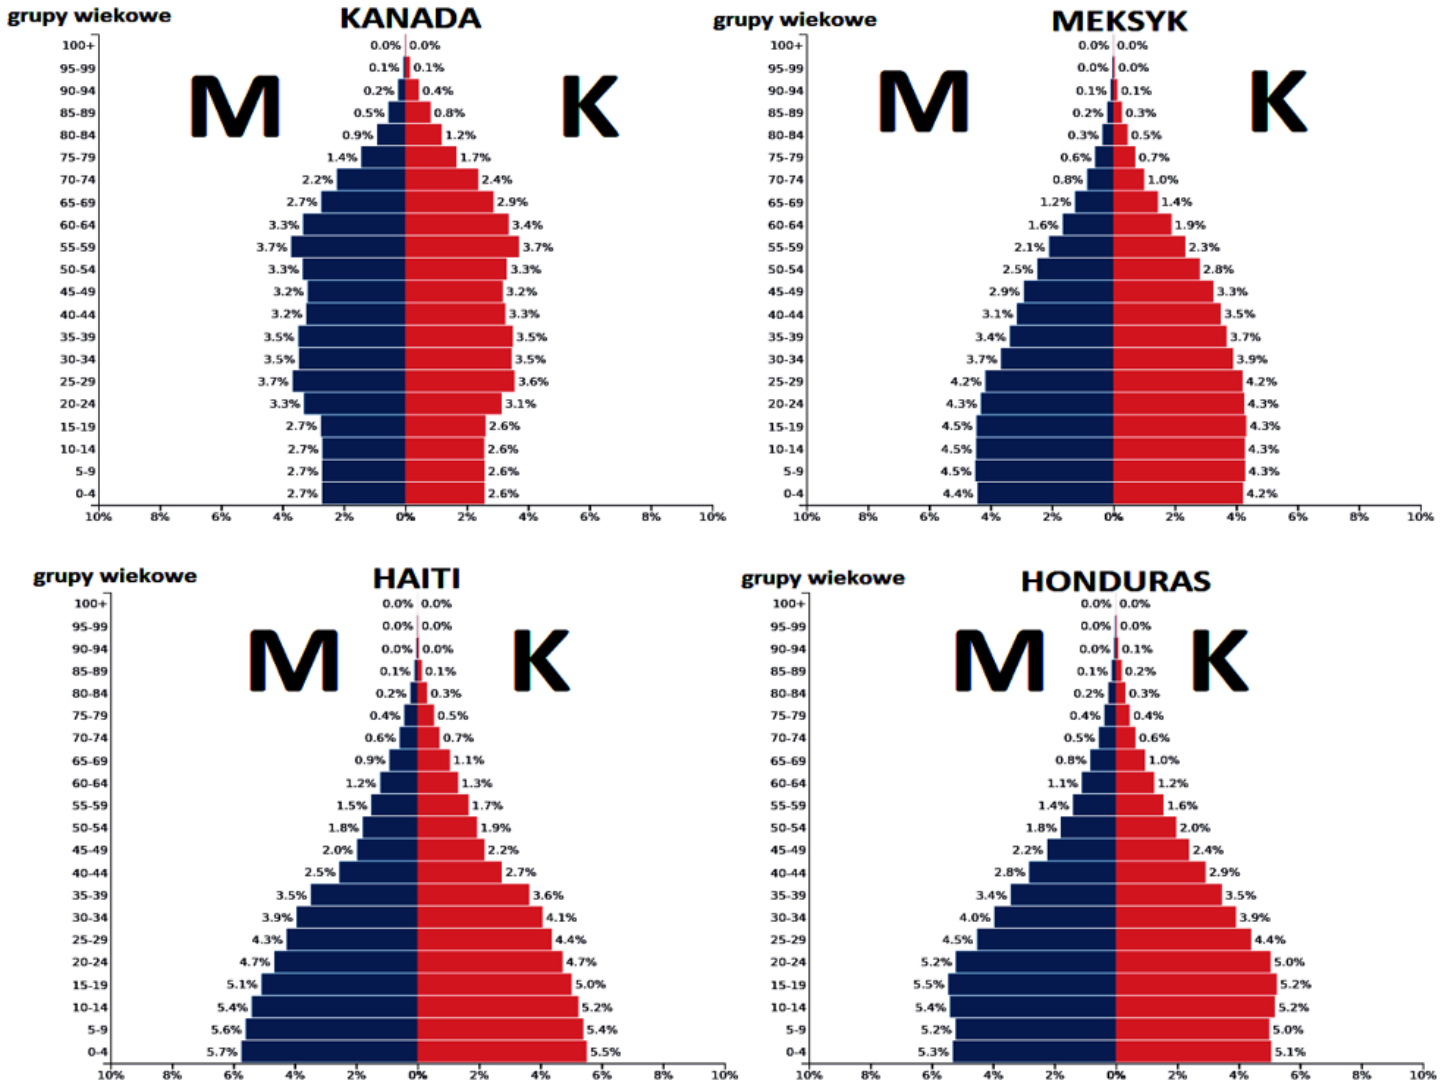 grupy wiekowe KANADA
M K
100+ 0.0% 0.0%
95-99 0.1% 0.1%
90-94 0.2% 0.4%
85-89 0.5% 0.8%
80-84 0.9% 1.2%
75-79 1.4% 1.7%
70-74 2.2% 2.4%
65-69 2.7% 2.9%
60-64 3.3% 3.4%
55-59 3.7% 3.7%
50-54 3.3% 3.3%
45-49 3.2% 3.2%
40-44 3.2% 3.3%
35-39 3.5% 3.5%
30-34 3.5% 3.5%
25-29 3.7% 3.6%
20-24 3.3% 3.1%
15-19 2.7% 2.6%
10-14 2.7% 2.6%
5-9 2.7% 2.6%
0-4 2.7% 2.6%
10% 8% 6% 4% 2% 0% 2% 4% 6% 8% 10%
grupy wiekowe MEKSYK
M K
100+ 0.0% 0.0%
95-99 0.0% 0.0%
90-94 0.1% 0.1%
85-89 0.2% 0.3%
80-84 0.3% 0.5%
75-79 0.6% 0.7%
70-74 0.8% 1.0%
65-69 1.2% 1.4%
60-64 1.6% 1.9%
55-59 2.1% 2.3%
50-54 2.5% 2.8%
45-49 2.9% 3.3%
40-44 3.1% 3.5%
35-39 3.4% 3.7%
30-34 3.7% 3.9%
25-29 4.2% 4.2%
20-24 4.3% 4.3%
15-19 4.5% 4.3%
10-14 4.5% 4.3%
5-9 4.5% 4.3%
0-4 4.4% 4.2%
10% 8% 6% 4% 2% 0% 2% 4% 6% 8% 10%
grupy wiekowe HAITI
M K
100+ 0.0% 0.0%
95-99 0.0% 0.0%
90-94 0.0% 0.0%
85-89 0.1% 0.1%
80-84 0.2% 0.3%
75-79 0.4% 0.5%
70-74 0.6% 0.7%
65-69 0.9% 1.1%
60-64 1.2% 1.3%
55-59 1.5% 1.7%
50-54 1.8% 1.9%
45-49 2.0% 2.2%
40-44 2.5% 2.7%
35-39 3.5% 3.6%
30-34 3.9% 4.1%
25-29 4.3% 4.4%
20-24 4.7% 4.7%
15-19 5.1% 5.0%
10-14 5.4% 5.2%
5-9 5.6% 5.4%
0-4 5.7% 5.5%
10% 8% 6% 4% 2% 0% 2% 4% 6% 8% 10%
grupy wiekowe HONDURAS
M K
100+ 0.0% 0.0%
95-99 0.0% 0.0%
90-94 0.0% 0.1%
85-89 0.1% 0.2%
80-84 0.2% 0.3%
75-79 0.4% 0.4%
70-74 0.5% 0.6%
65-69 0.8% 1.0%
60-64 1.1% 1.2%
55-59 1.4% 1.6%
50-54 1.8% 2.0%
45-49 2.2% 2.4%
40-44 2.8% 2.9%
35-39 3.4% 3.5%
30-34 4.0% 3.9%
25-29 4.5% 4.4%
20-24 5.2% 5.0%
15-19 5.5% 5.2%
10-14 5.4% 5.2%
5-9 5.2% 5.0%
0-4 5.3% 5.1%
10% 8% 6% 4% 2% 0% 2% 4% 6% 8% 10%